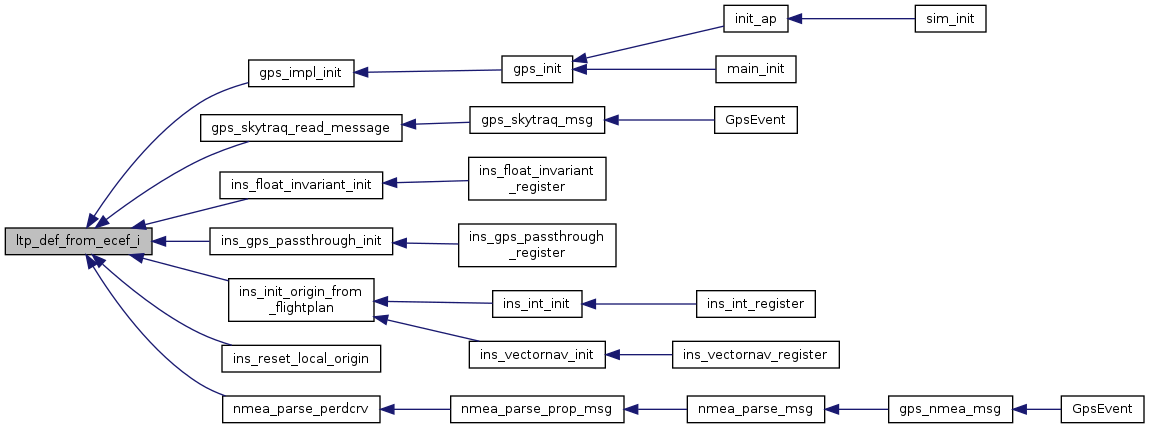 init_ap
sim_init
gps_impl_init
gps_init
main_init
gps_skytraq_read_message
gps_skytraq_msg
GpsEvent
ins_float_invariant_init
ins_float_invariant
_register
ltp_def_from_ecef_i
ins_gps_passthrough_init
ins_gps_passthrough
_register
ins_init_origin_from
_flightplan
ins_int_init
ins_int_register
ins_vectornav_init
ins_vectornav_register
ins_reset_local_origin
nmea_parse_perdcrv
nmea_parse_prop_msg
nmea_parse_msg
gps_nmea_msg
GpsEvent